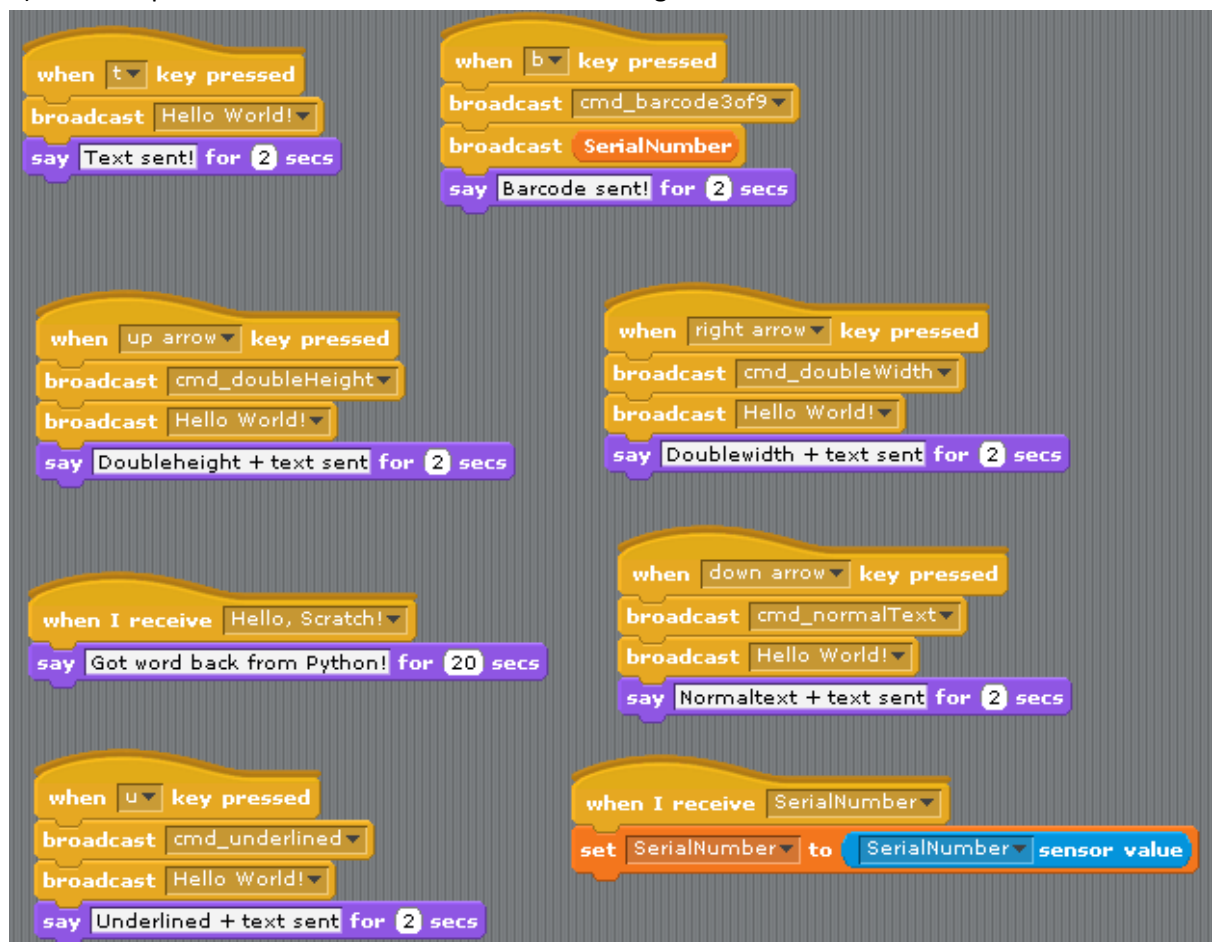 when t key pressed
broadcast Hello World!
say Text sent! for 2 secs
when b key pressed
broadcast cmd_barcode3of9
broadcast SerialNumber
say Barcode sent! for 2 secs
when up arrow key pressed
broadcast cmd_doubleHeight
broadcast Hello World!
say Doubleheight + text sent for 2 secs
when right arrow key pressed
broadcast cmd_doubleWidth
broadcast Hello World!
say Doublewidth + text sent for 2 secs
when I receive Hello, Scratch!
say Got word back from Python! for 20 secs
when down arrow key pressed
broadcast cmd_normalText
broadcast Hello World!
say Normaltext + text sent for 2 secs
when u key pressed
broadcast cmd_underlined
broadcast Hello World!
say Underlined + text sent for 2 secs
when I receive SerialNumber
set SerialNumber to SerialNumber sensor value